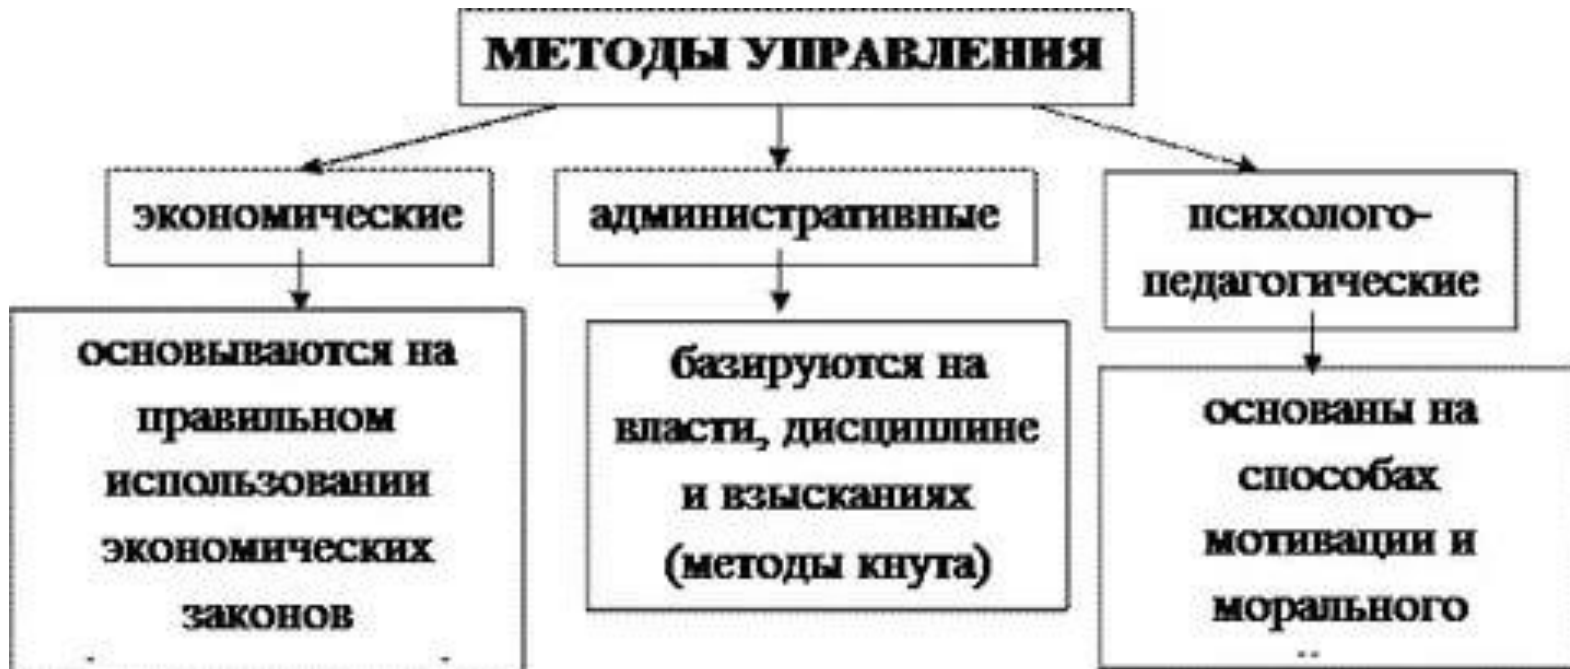 МЕТОДЫ УПРАВЛЕНИЯ
экономические
административные
психолого-
педагогические
основываются на
правильном
использовании
экономических
законов
базируются на
власти, дисциплине
и взысканиях
(методы кнута)
основаны на
способах
мотивации и
морального